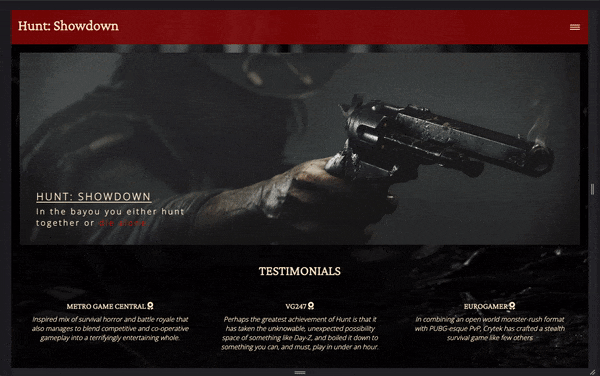 Hunt: Showdown
HUNT: SHOWDOWN
In the bayou you either hunt
together or die alone.
TESTIMONIALS
METRO GAME CENTRAL
Inspired mix of survival horror and battle royale that
also manages to blend competitive and co-operative
gameplay into a terrifyingly entertaining whole.
VG247
Perhaps the greatest achievement of Hunt is that it
has taken the unknowable, unexpected possibility
space of something like Day-Z, and boiled it down to
something you can, and must, play in under an hour.
EUROGAMER
In combining an open world monster-rush format
with PUBG-esque PvP, Crytek has crafted a stealth
survival game like few others.